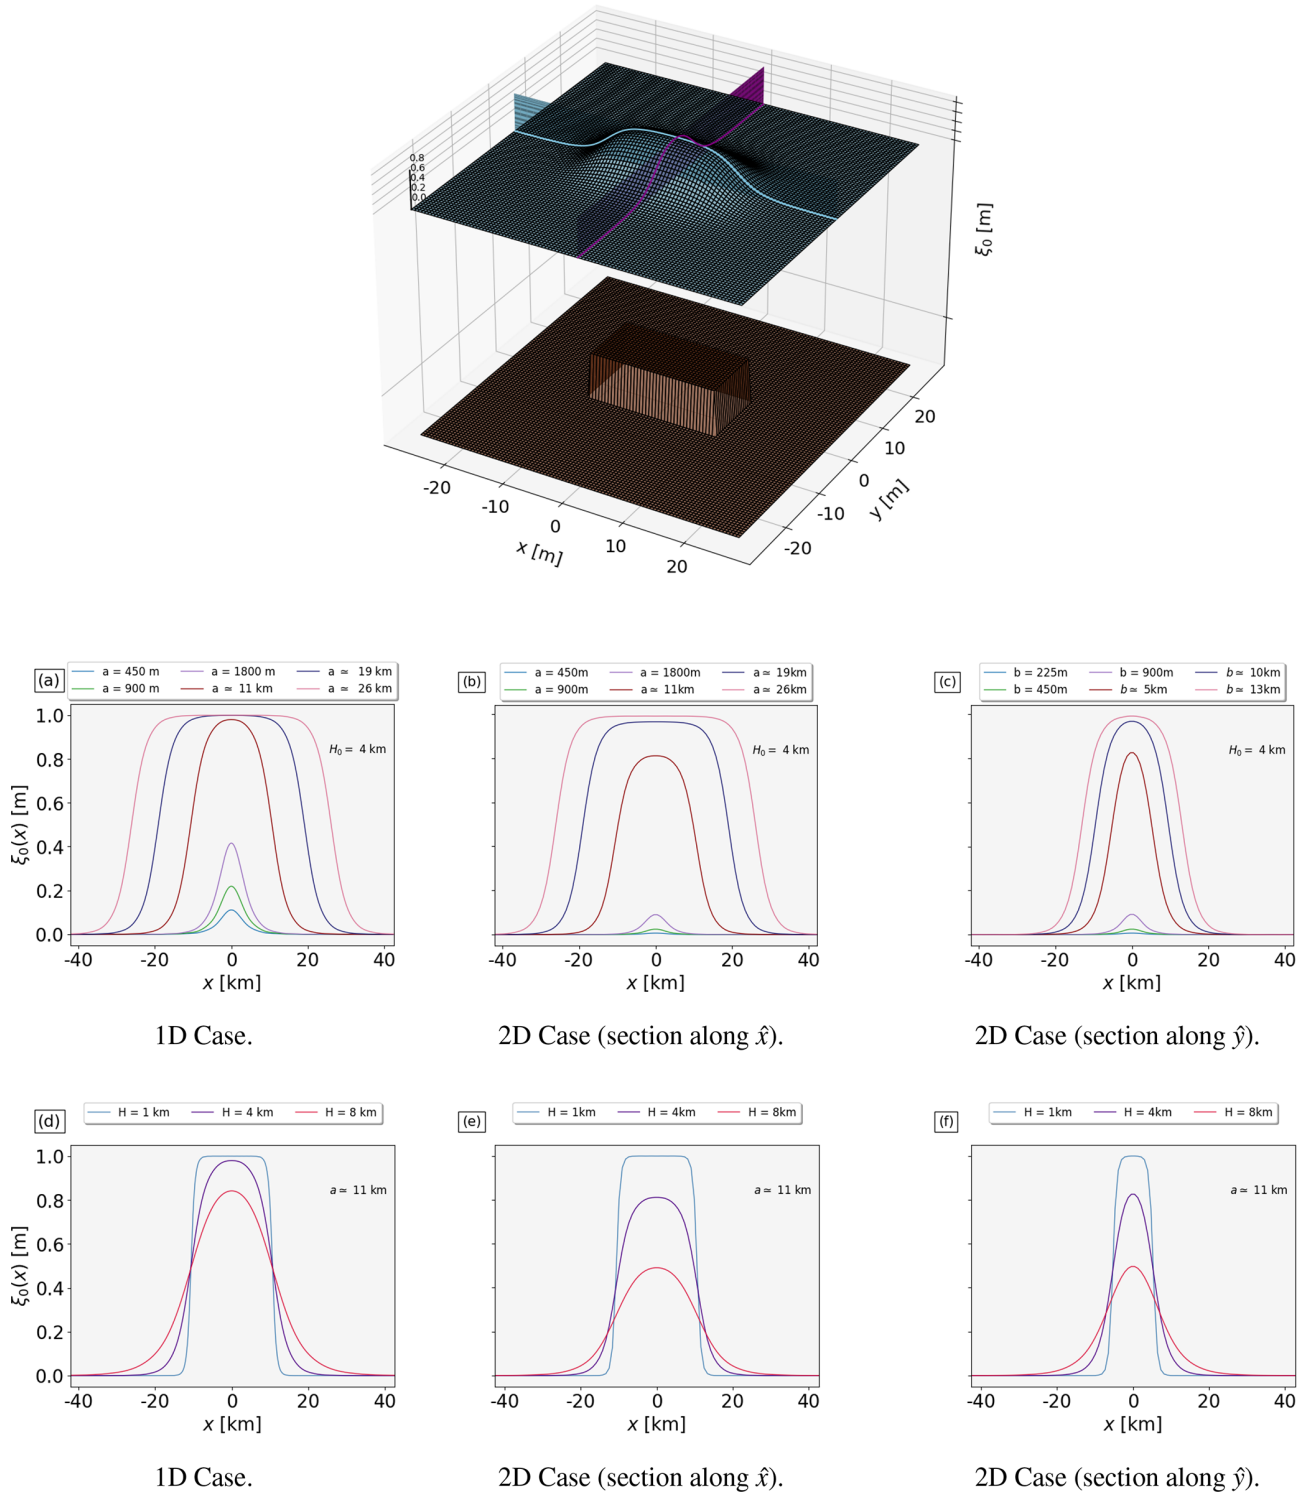 0.8
0.6
0.4
0.2
0.0
ξ₀ [m]
-20
-10
0
10
20
x [m]
-20
-10
0
10
20
y [m]
(a)
a = 450 m
a = 1800 m
a ≃ 19 km
a = 900 m
a ≃ 11 km
a ≃ 26 km
H₀ = 4 km
1.0
0.8
0.6
0.4
0.2
0.0
ξ₀(x) [m]
-40 -20 0 20 40
x [km]
1D Case.
(b)
a = 450m
a = 1800m
a ≃ 19km
a = 900m
a ≃ 11km
a ≃ 26km
H₀ = 4 km
-40 -20 0 20 40
x [km]
2D Case (section along x̂).
(c)
b = 225m
b = 900m
b ≃ 10km
b = 450m
b ≃ 5km
b ≃ 13km
H₀ = 4 km
-40 -20 0 20 40
x [km]
2D Case (section along ŷ).
(d)
H = 1 km
H = 4 km
H = 8 km
a ≃ 11 km
1.0
0.8
0.6
0.4
0.2
0.0
ξ₀(x) [m]
-40 -20 0 20 40
x [km]
1D Case.
(e)
H = 1km
H = 4km
H = 8km
a ≃ 11 km
-40 -20 0 20 40
x [km]
2D Case (section along x̂).
(f)
H = 1km
H = 4km
H = 8km
a ≃ 11 km
-40 -20 0 20 40
x [km]
2D Case (section along ŷ).